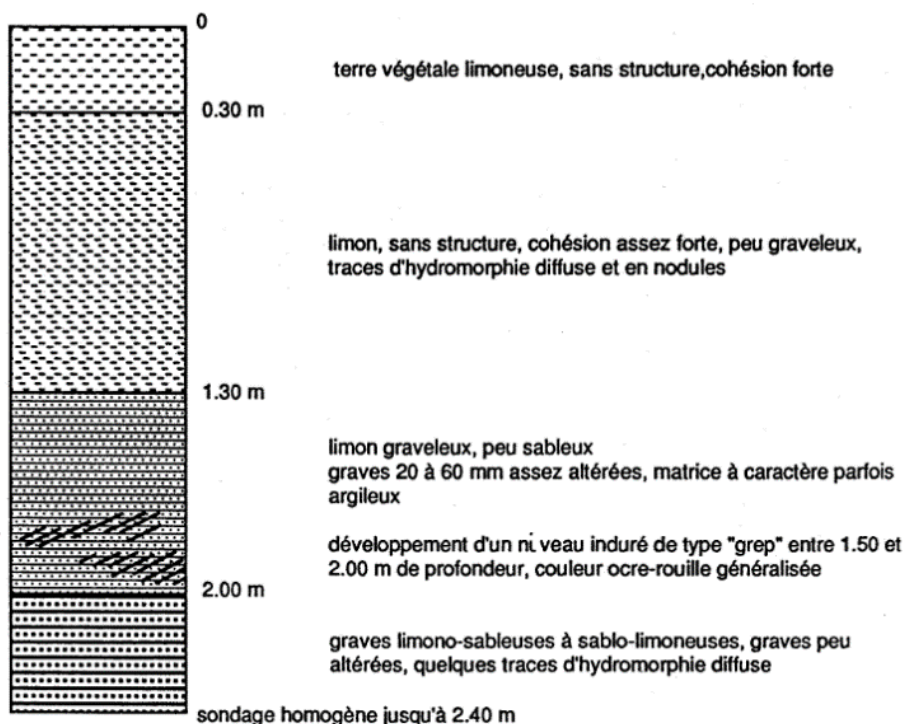 0
terre végétale limoneuse, sans structure,cohésion forte
0.30 m
limon, sans structure, cohésion assez forte, peu graveleux,
traces d'hydromorphie diffuse et en nodules
1.30 m
limon graveleux, peu sableux
graves 20 à 60 mm assez altérées, matrice à caractère parfois
argileux
développement d'un ni veau induré de type "grep" entre 1.50 et
2.00 m de profondeur, couleur ocre-rouille généralisée
2.00 m
graves limono-sableuses à sablo-limoneuses, graves peu
altérées, quelques traces d'hydromorphie diffuse
sondage homogène jusqu'à 2.40 m